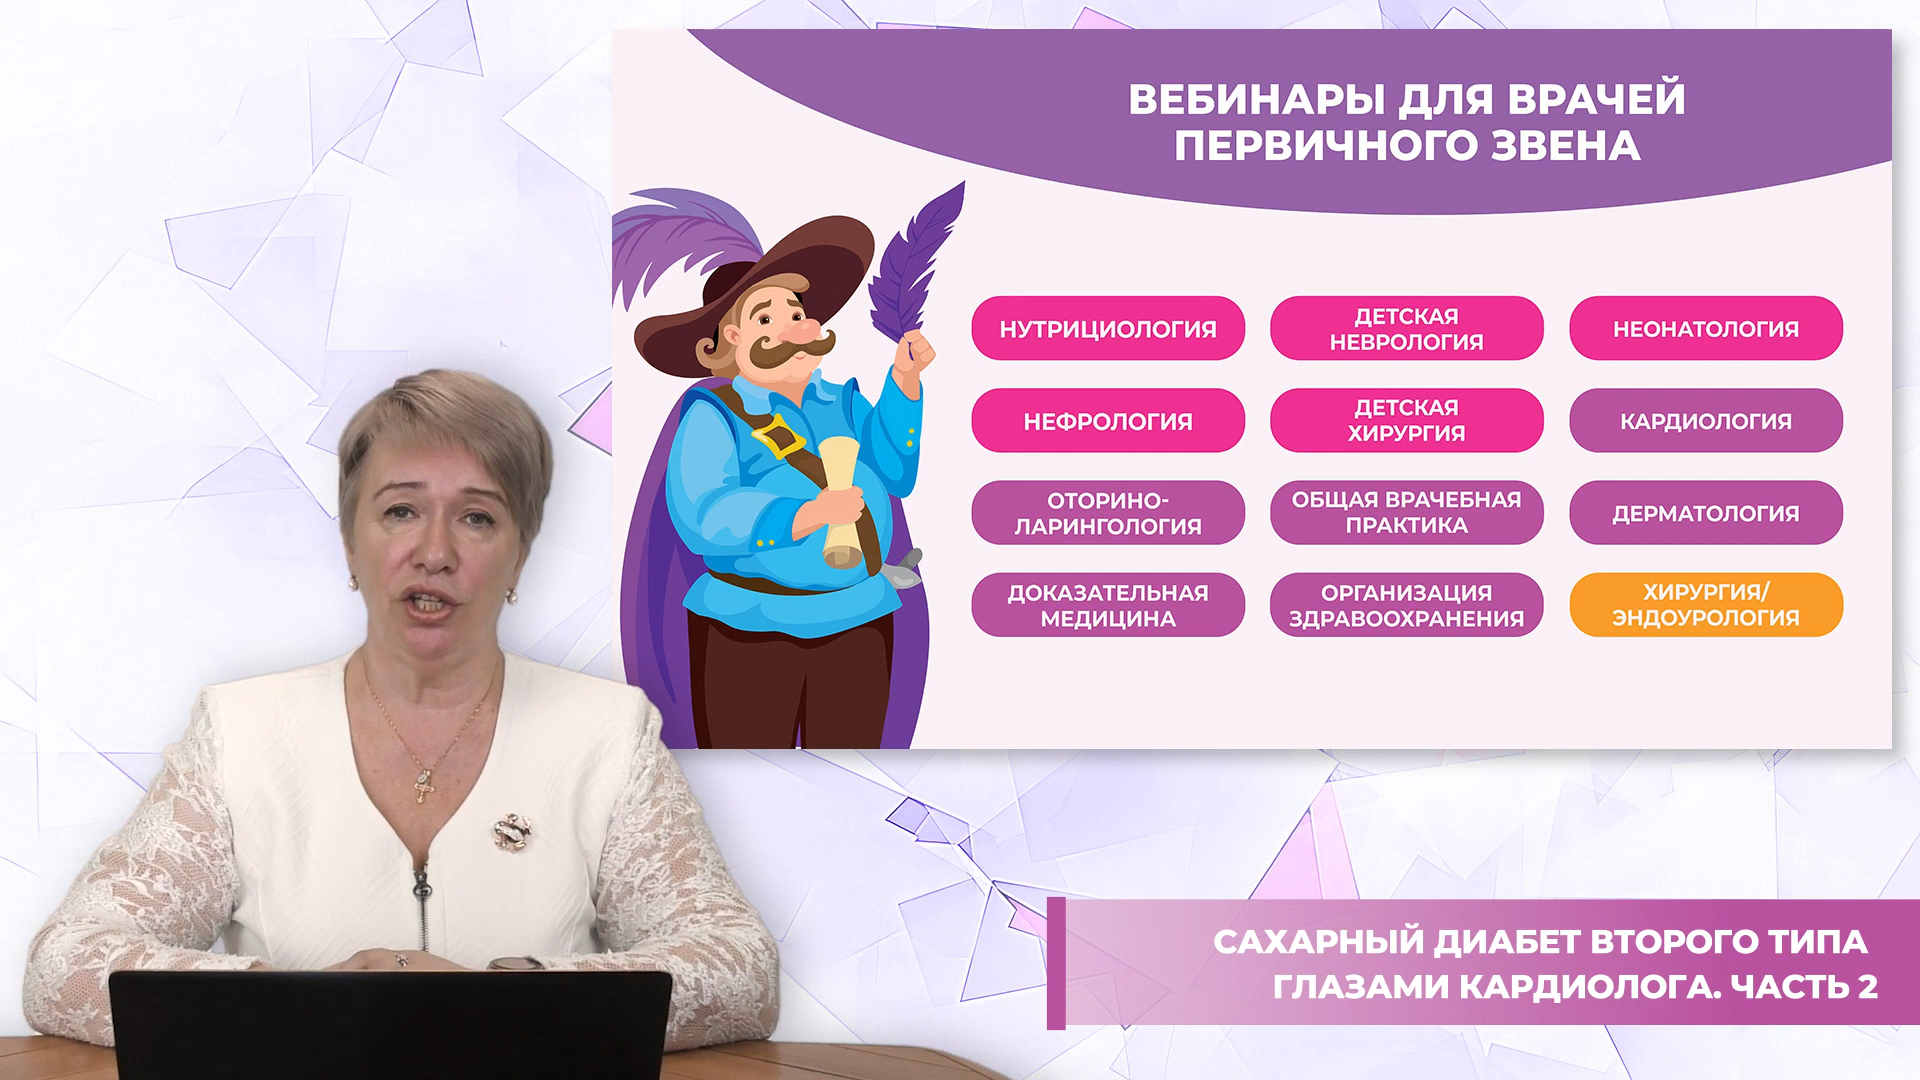 ВЕБИНАРЫ ДЛЯ ВРАЧЕЙ
ПЕРВИЧНОГО ЗВЕНА
НУТРИЦИОЛОГИЯ
ДЕТСКАЯ
НЕВРОЛОГИЯ
НЕОНАТОЛОГИЯ
НЕФРОЛОГИЯ
ДЕТСКАЯ
ХИРУРГИЯ
КАРДИОЛОГИЯ
ОТОРИНО-
ЛАРИНГОЛОГИЯ
ОБЩАЯ ВРАЧЕБНАЯ
ПРАКТИКА
ДЕРМАТОЛОГИЯ
ДОКАЗАТЕЛЬНАЯ
МЕДИЦИНА
ОРГАНИЗАЦИЯ
ЗДРАВООХРАНЕНИЯ
ХИРУРГИЯ/
ЭНДОУРОЛОГИЯ
САХАРНЫЙ ДИАБЕТ ВТОРОГО ТИПА
ГЛАЗАМИ КАРДИОЛОГА. ЧАСТЬ 2